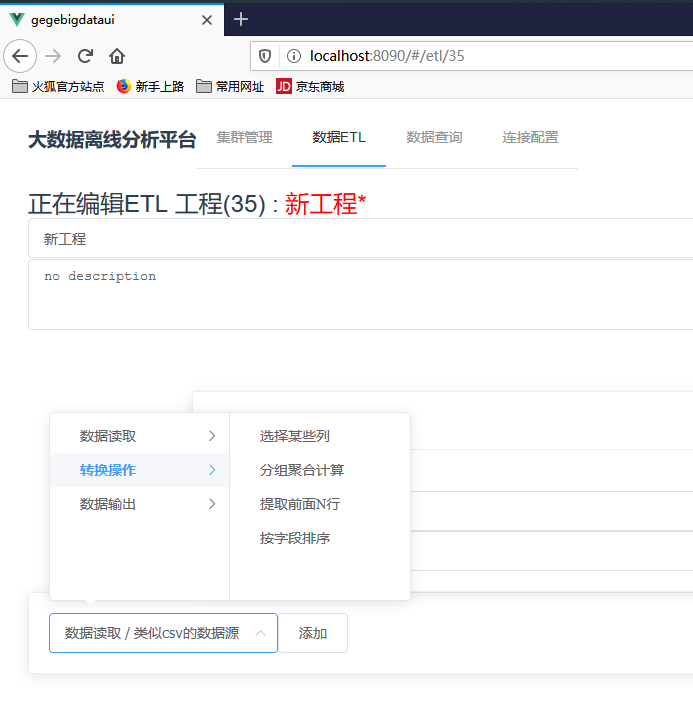 gegebigdataui
localhost:8090/#/etl/35
火狐官方站点 新手上路 常用网址 JD 京东商城
大数据离线分析平台 集群管理 数据ETL 数据查询 连接配置
正在编辑ETL 工程(35) : 新工程*
新工程
no description
数据读取 选择某些列
转换操作 分组聚合计算
数据输出 提取前面N行
按字段排序
数据读取 / 类似csv的数据源 添加